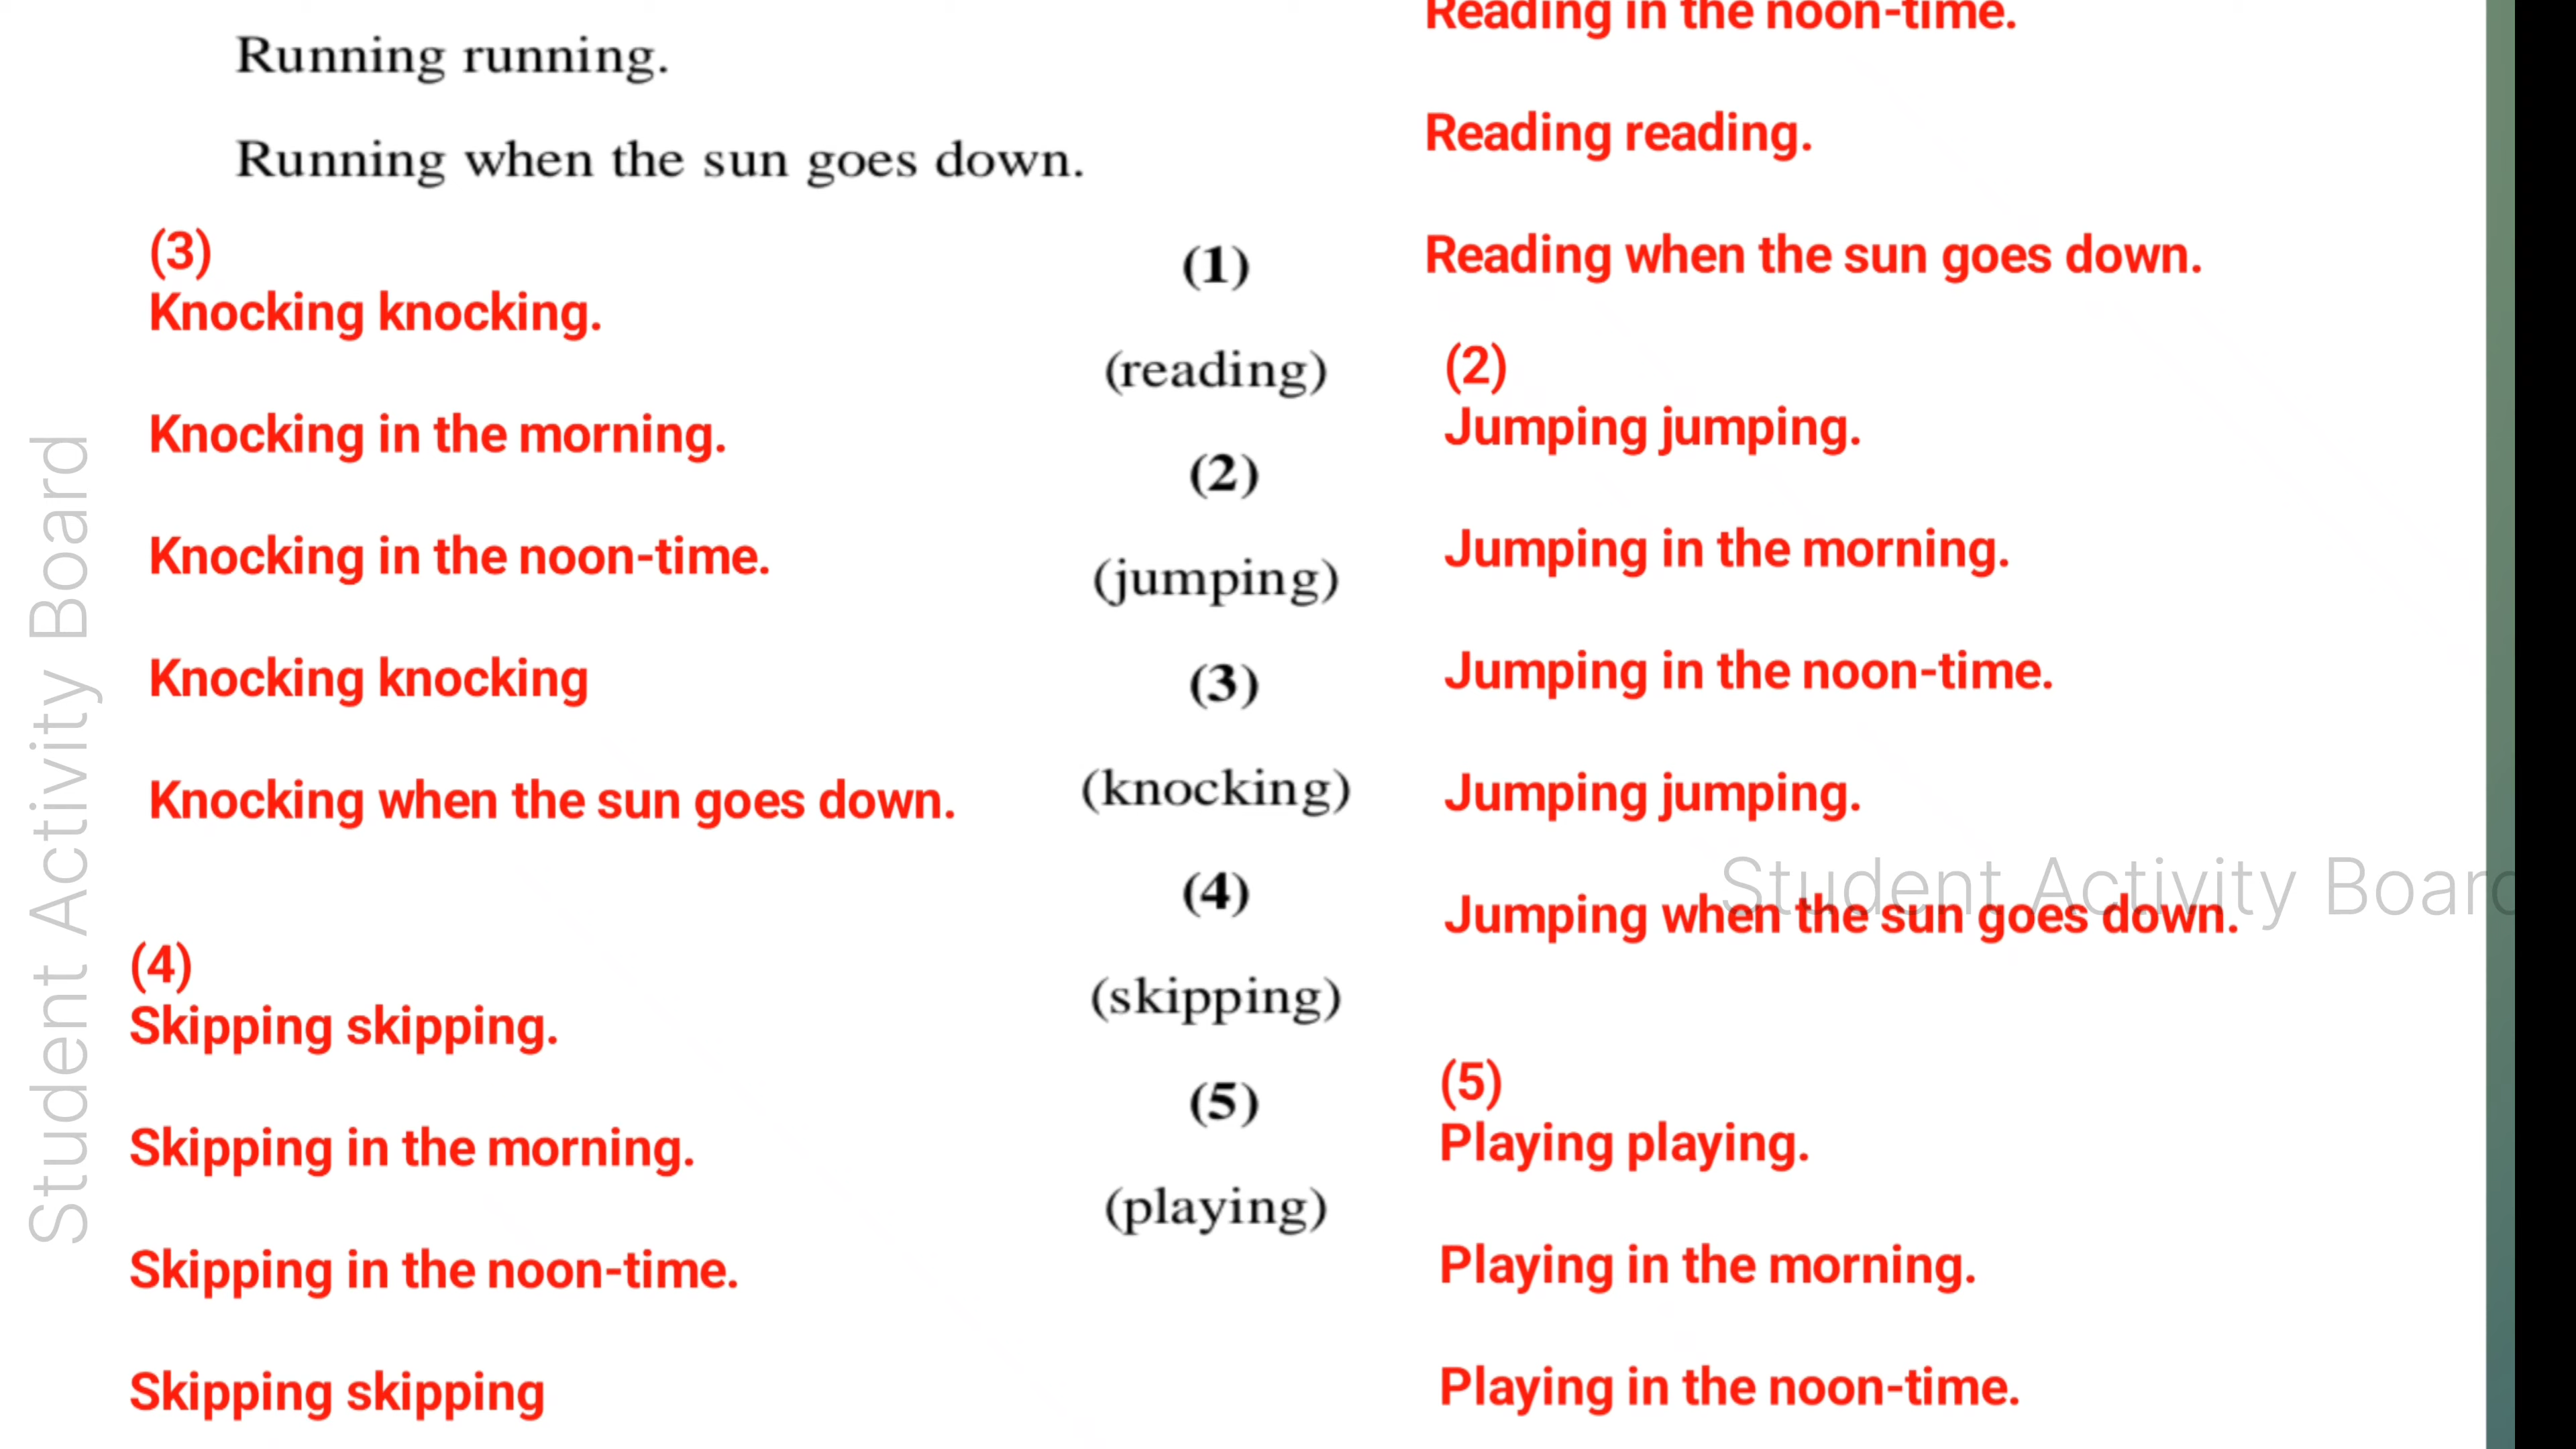 Running running.
Running when the sun goes down.
(3)
Knocking knocking.
Knocking in the morning.
Knocking in the noon-time.
Knocking knocking
Knocking when the sun goes down.
(4)
Skipping skipping.
Skipping in the morning.
Skipping in the noon-time.
Skipping skipping
(1)
(reading)
(2)
(jumping)
(3)
(knocking)
(4)
(skipping)
(5)
(playing)
Reading in the noon-time.
Reading reading.
Reading when the sun goes down.
(2)
Jumping jumping.
Jumping in the morning.
Jumping in the noon-time.
Jumping jumping.
Jumping when the sun goes down.
(5)
Playing playing.
Playing in the morning.
Playing in the noon-time.
Student Activity Board
Student Activity Board